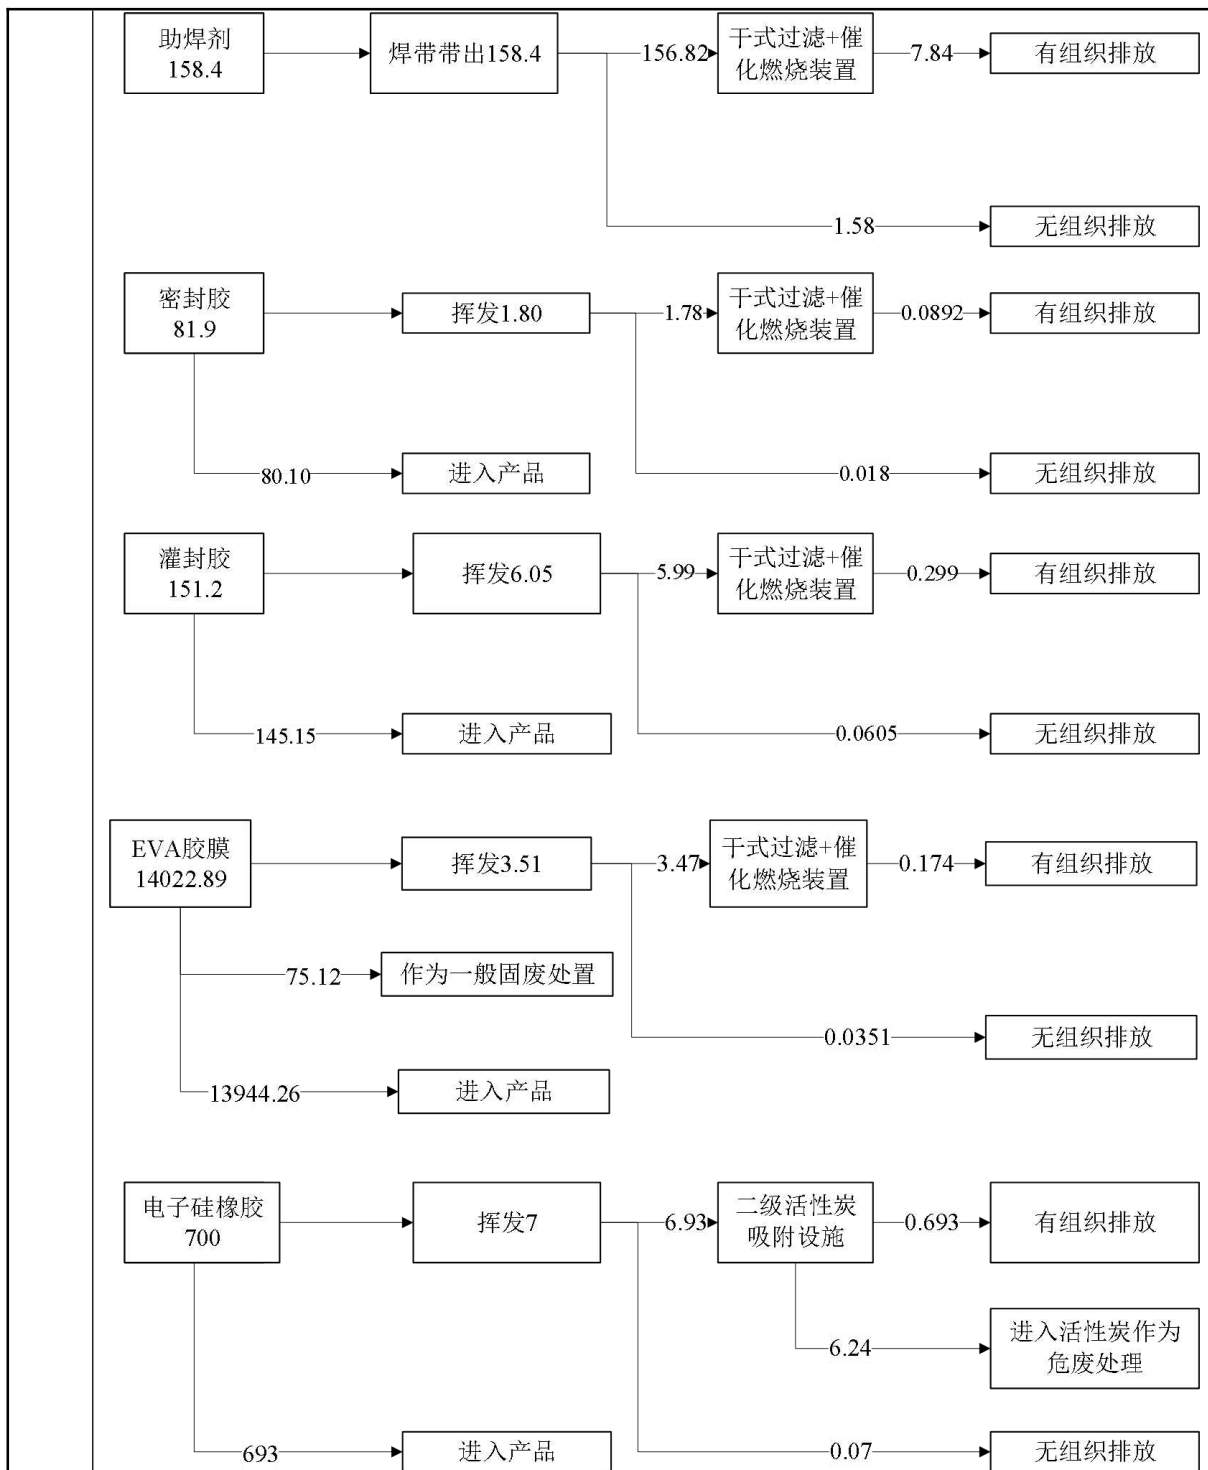 助焊剂
158.4
焊带带出158.4
156.82
干式过滤+催
化燃烧装置
7.84
有组织排放
1.58
无组织排放
密封胶
81.9
挥发1.80
1.78
干式过滤+催
化燃烧装置
0.0892
有组织排放
80.10
进入产品
0.018
无组织排放
灌封胶
151.2
挥发6.05
5.99
干式过滤+催
化燃烧装置
0.299
有组织排放
145.15
进入产品
0.0605
无组织排放
EVA胶膜
14022.89
挥发3.51
3.47
干式过滤+催
化燃烧装置
0.174
有组织排放
75.12
作为一般固废处置
0.0351
无组织排放
13944.26
进入产品
电子硅橡胶
700
挥发7
6.93
二级活性炭
吸附设施
0.693
有组织排放
6.24
进入活性炭作为
危废处理
693
进入产品
0.07
无组织排放